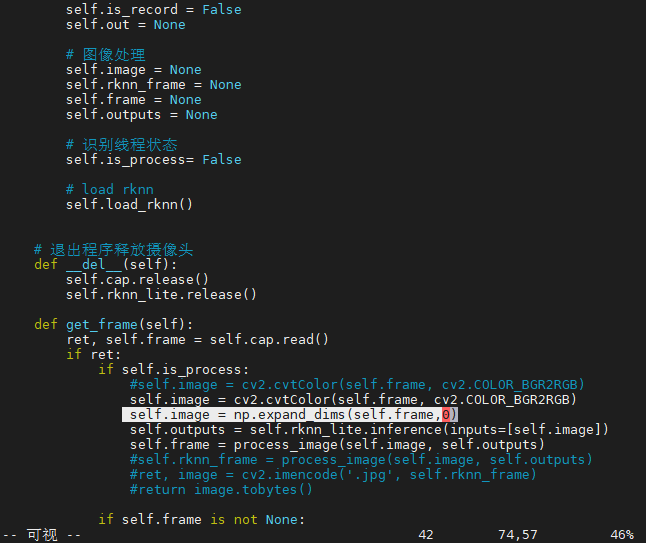 self.is_record = False
self.out = None
# 图像处理
self.image = None
self.rknn_frame = None
self.frame = None
self.outputs = None
# 识别线程状态
self.is_process= False
# load rknn
self.load_rknn()
# 退出程序释放摄像头
def __del__(self):
self.cap.release()
self.rknn_lite.release()
def get_frame(self):
ret, self.frame = self.cap.read()
if ret:
if self.is_process:
#self.image = cv2.cvtColor(self.frame, cv2.COLOR_BGR2RGB)
self.image = cv2.cvtColor(self.frame, cv2.COLOR_BGR2RGB)
self.image = np.expand_dims(self.frame,0)
self.outputs = self.rknn_lite.inference(inputs=[self.image])
self.frame = process_image(self.image, self.outputs)
#self.rknn_frame = process_image(self.image, self.outputs)
#ret, image = cv2.imencode('.jpg', self.rknn_frame)
#return image.tobytes()
if self.frame is not None:
-- 可视 -- 42 74,57 46%